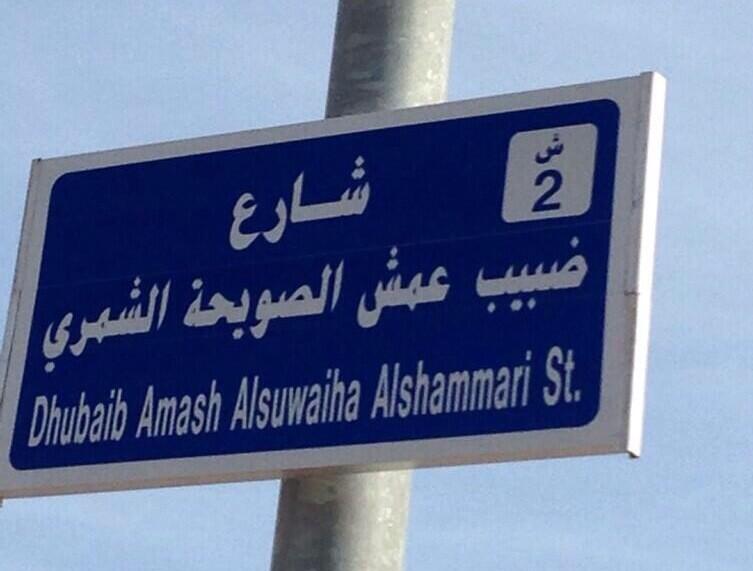 ش
2
شارع
ضبيب عمش الصويحة الشمري
Dhubaib Amash Alsuwaiha Alshammari St.